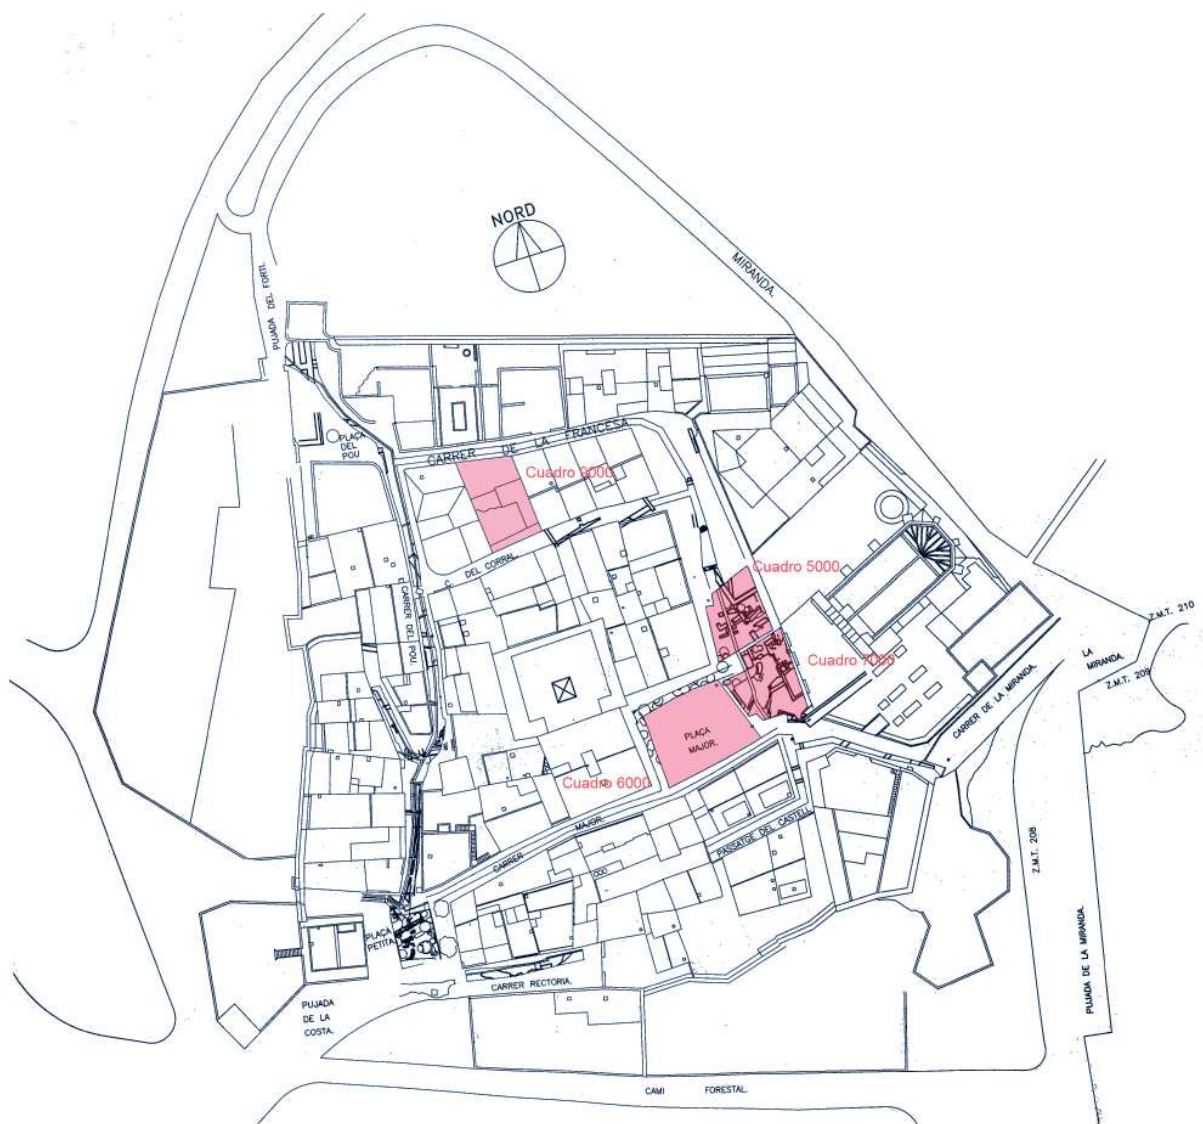 NORD
MIRANDA.
PUJADA DEL FORTI.
PLAÇA
DEL
POU
CARRER DE LA FRANCESA
Cuadro 9000
C. DEL CORRAL.
CARRER DEL POU.
Cuadro 5000
Cuadro 7000
Z.M.T. 210
LA
MIRANDA.
Z.M.T. 209
CARRER DE LA MIRANDA.
PLAÇA
MAJOR.
Cuadro 6000
CARRER MAJOR.
PASSATGE DEL CASTELL
Z.M.T. 208
PLAÇA
PETITA.
PUJADA DE LA MIRANDA.
CARRER RECTORIA.
PUJADA
DE LA
COSTA.
CAMI FORESTAL.